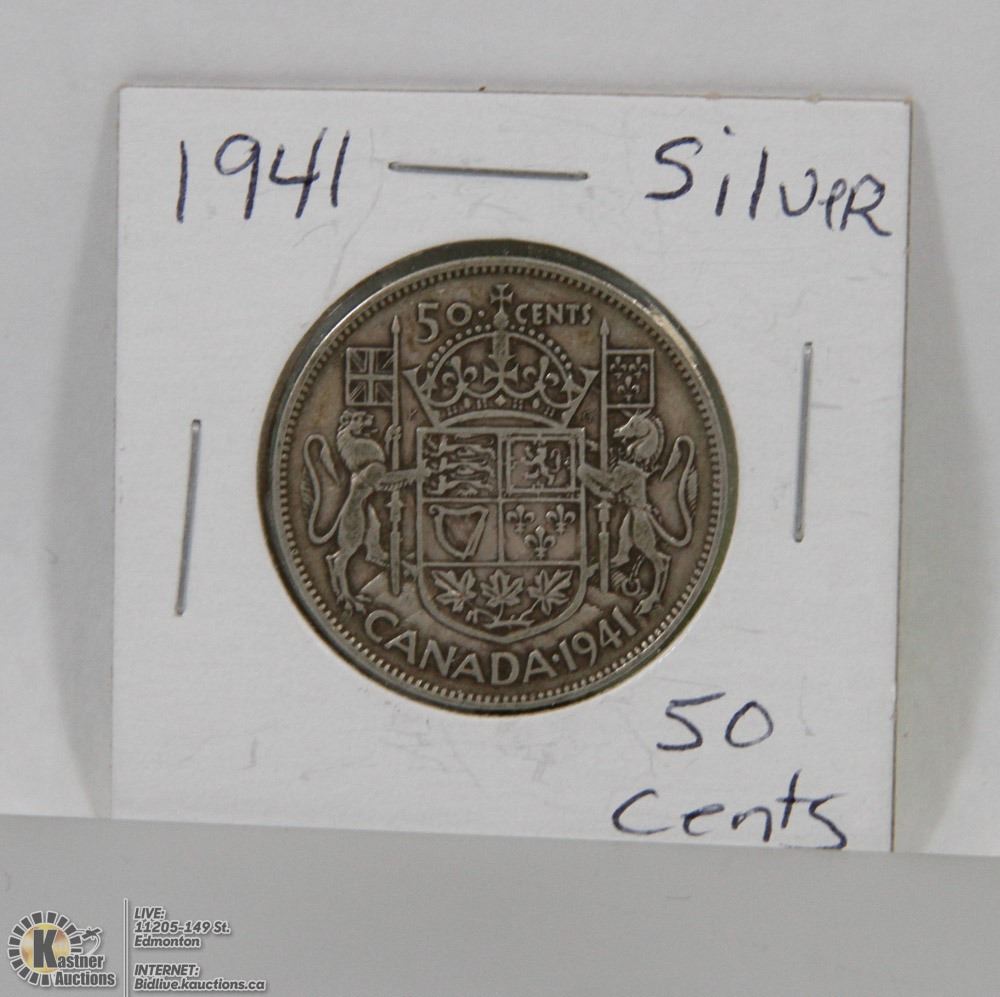 1941 Silver
50 · CENTS
CANADA · 1941
50
cents
Kastner
Auctions
LIVE:
11205-149 St.
Edmonton
INTERNET:
Bidlive.kauctions.ca